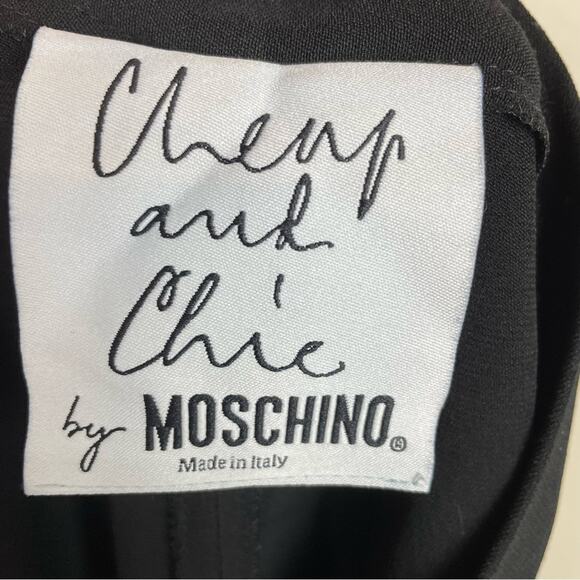 Cheap
and
Chic
by MOSCHINO®
Made in Italy